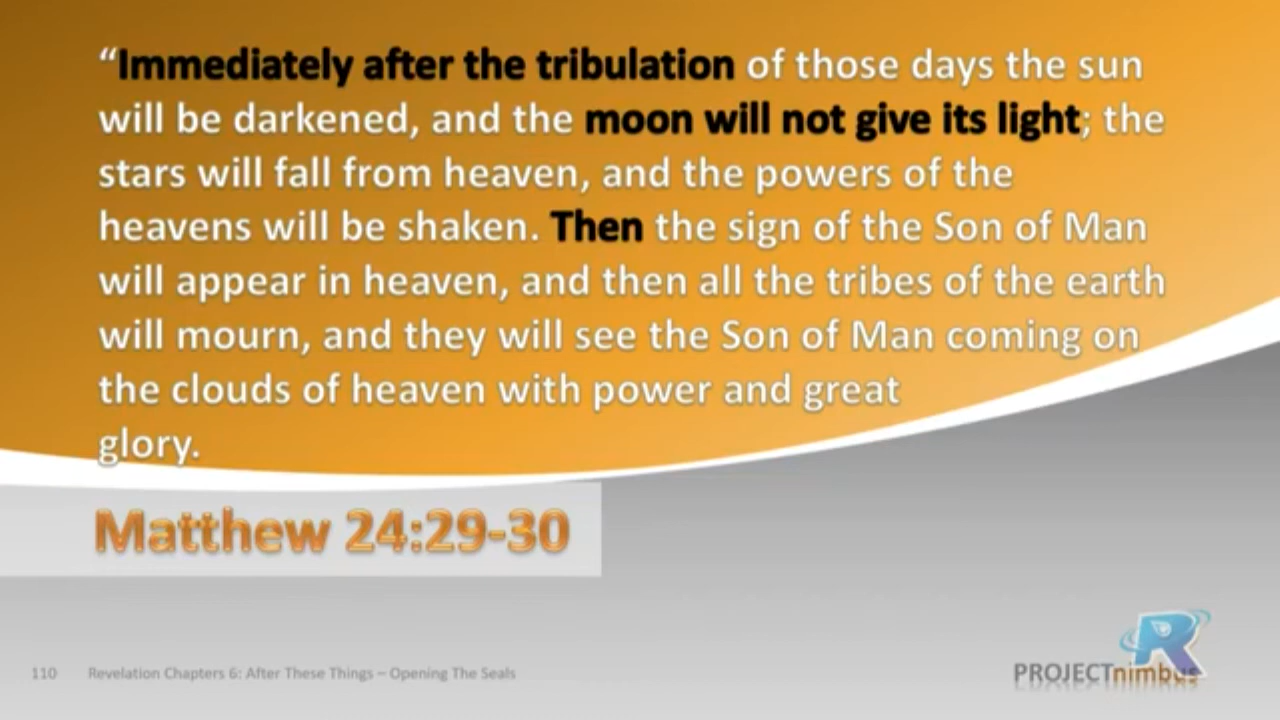 “Immediately after the tribulation of those days the sun
will be darkened, and the moon will not give its light; the
stars will fall from heaven, and the powers of the
heavens will be shaken. Then the sign of the Son of Man
will appear in heaven, and then all the tribes of the earth
will mourn, and they will see the Son of Man coming on
the clouds of heaven with power and great
glory.
Matthew 24:29-30
110 Revelation Chapters 6: After These Things – Opening The Seals
R
PROJECTnimbus